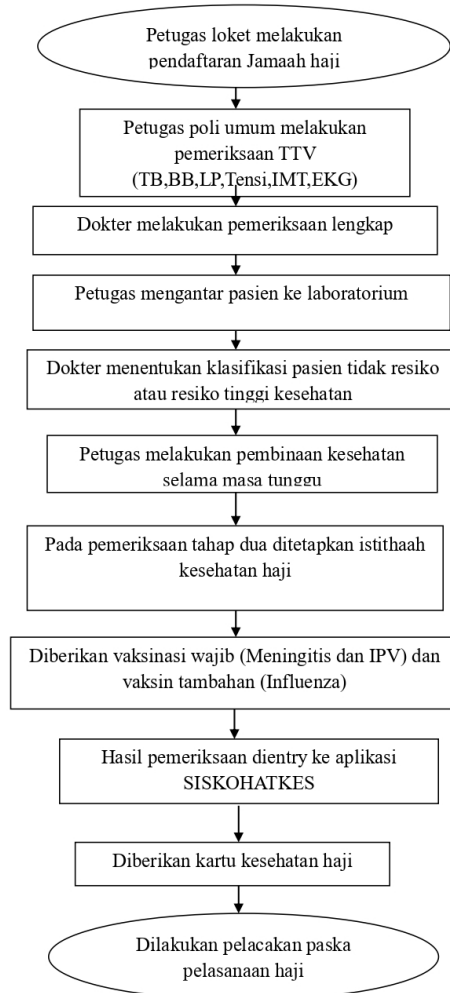 Petugas loket melakukan
pendaftaran Jamaah haji
Petugas poli umum melakukan
pemeriksaan TTV
(TB,BB,LP,Tensi,IMT,EKG)
Dokter melakukan pemeriksaan lengkap
Petugas mengantar pasien ke laboratorium
Dokter menentukan klasifikasi pasien tidak resiko
atau resiko tinggi kesehatan
Petugas melakukan pembinaan kesehatan
selama masa tunggu
Pada pemeriksaan tahap dua ditetapkan istithaah
kesehatan haji
Diberikan vaksinasi wajib (Meningitis dan IPV) dan
vaksin tambahan (Influenza)
Hasil pemeriksaan dientry ke aplikasi
SISKOHATKES
Diberikan kartu kesehatan haji
Dilakukan pelacakan paska
pelasanaan haji